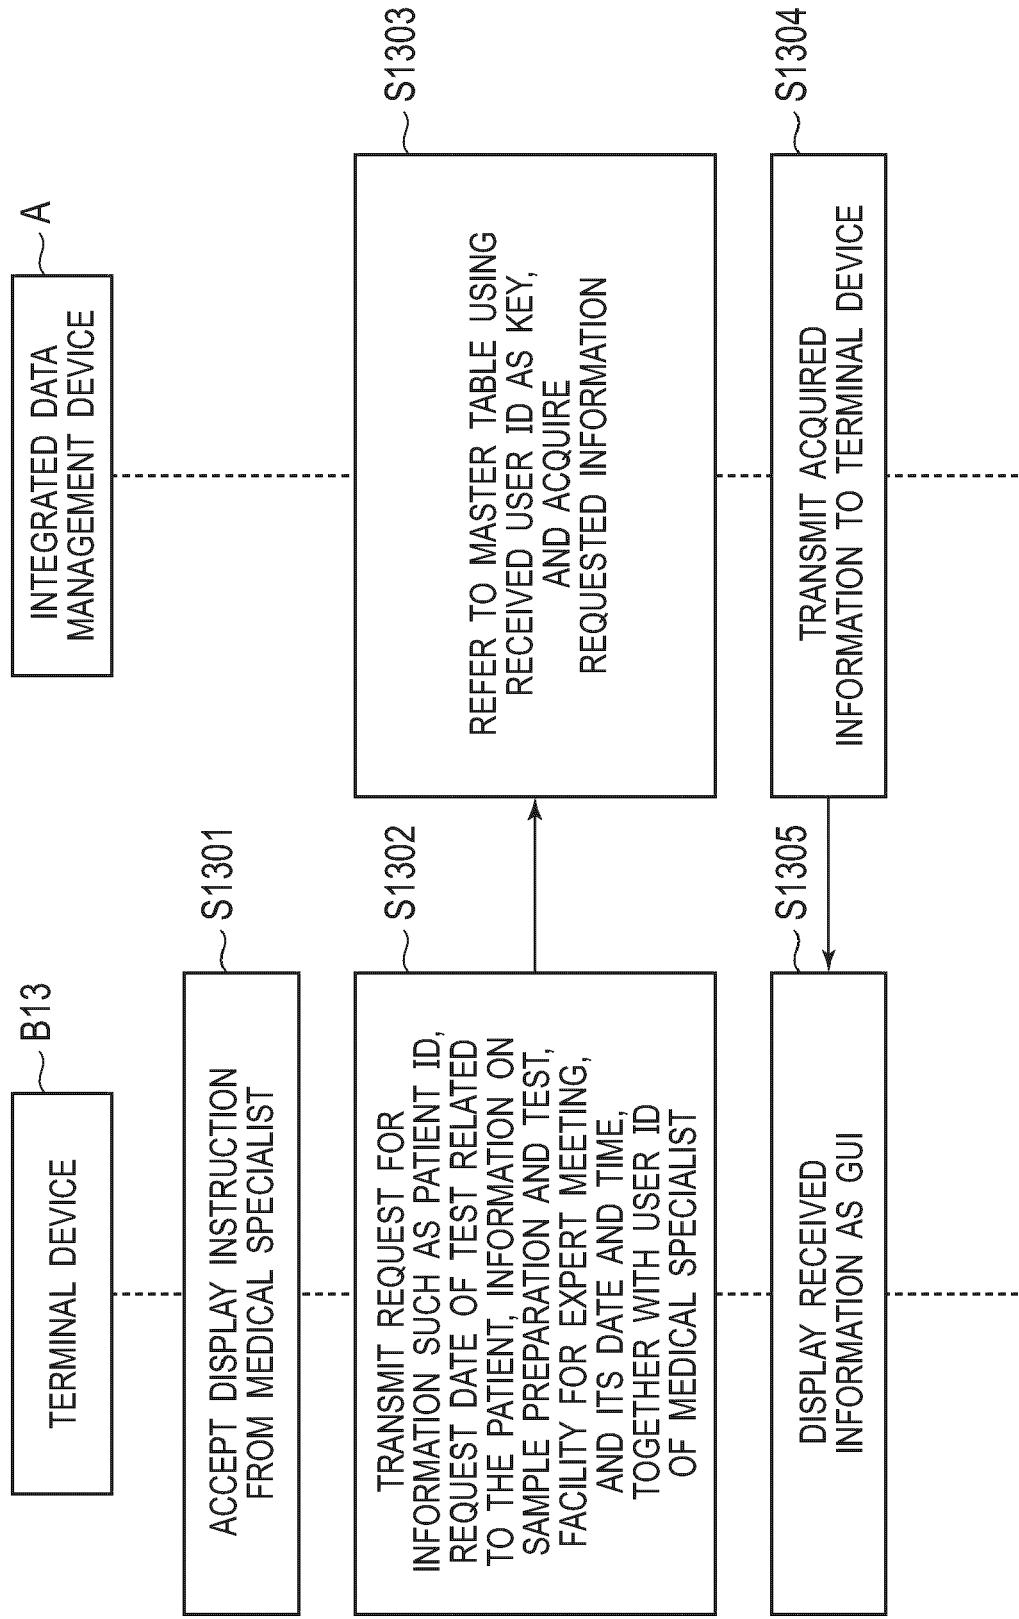 TERMINAL DEVICE
B13
INTEGRATED DATA
MANAGEMENT DEVICE
A
S1301
ACCEPT DISPLAY INSTRUCTION
FROM MEDICAL SPECIALIST
S1302
TRANSMIT REQUEST FOR
INFORMATION SUCH AS PATIENT ID,
REQUEST DATE OF TEST RELATED
TO THE PATIENT, INFORMATION ON
SAMPLE PREPARATION AND TEST,
FACILITY FOR EXPERT MEETING,
AND ITS DATE AND TIME,
TOGETHER WITH USER ID
OF MEDICAL SPECIALIST
S1303
REFER TO MASTER TABLE USING
RECEIVED USER ID AS KEY,
AND ACQUIRE
REQUESTED INFORMATION
S1304
TRANSMIT ACQUIRED
INFORMATION TO TERMINAL DEVICE
S1305
DISPLAY RECEIVED
INFORMATION AS GUI